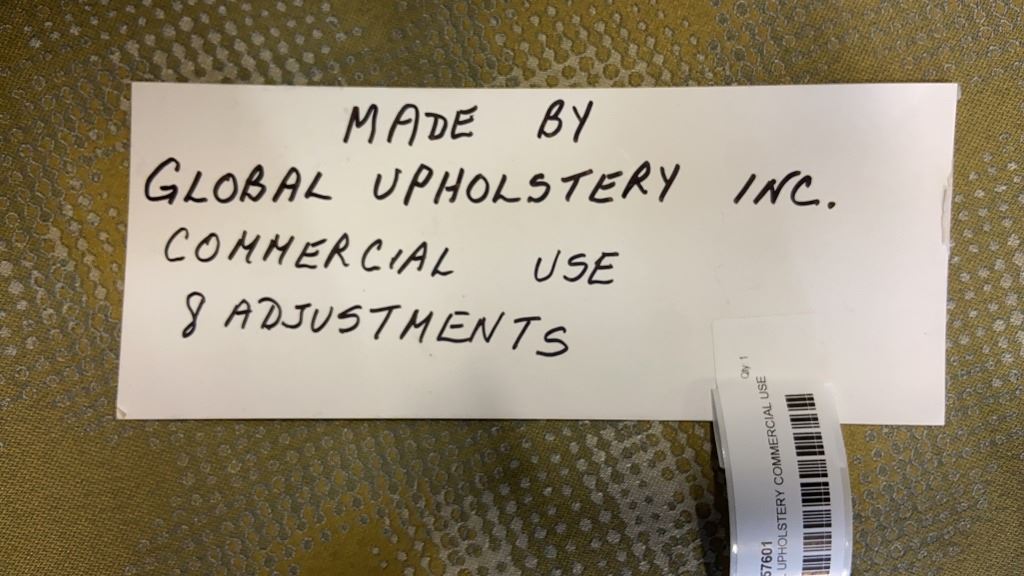 MADE BY
GLOBAL UPHOLSTERY INC.
COMMERCIAL USE
8 ADJUSTMENTS
Qty: 1
UPHOLSTERY COMMERCIAL USE
57601